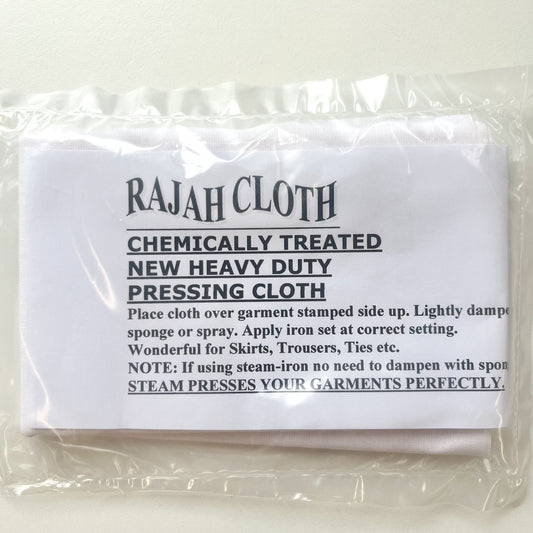 RAJAH CLOTH
CHEMICALLY TREATED
NEW HEAVY DUTY
PRESSING CLOTH
Place cloth over garment stamped side up. Lightly dampe
sponge or spray. Apply iron set at correct setting.
Wonderful for Skirts, Trousers, Ties etc.
NOTE: If using steam-iron no need to dampen with spon
STEAM PRESSES YOUR GARMENTS PERFECTLY.